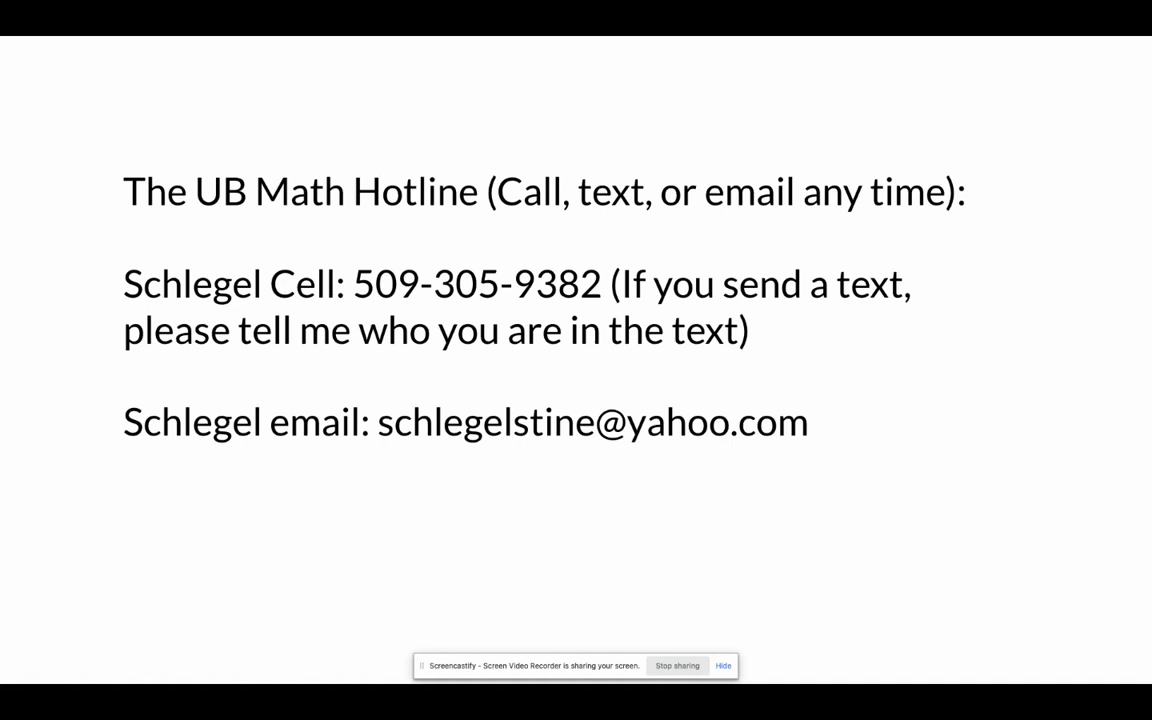 The UB Math Hotline (Call, text, or email any time):
Schlegel Cell: 509-305-9382 (If you send a text,
please tell me who you are in the text)
Schlegel email: schlegelstine@yahoo.com
Screencastify - Screen Video Recorder is sharing your screen. Stop sharing Hide